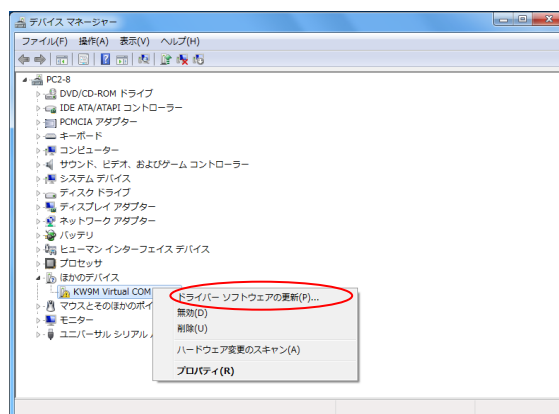 デバイス マネージャー
ファイル(F) 操作(A) 表示(V) ヘルプ(H)
PC2-8
DVD/CD-ROM ドライブ
IDE ATA/ATAPI コントローラー
PCMCIA アダプター
キーボード
コンピューター
サウンド、ビデオ、およびゲーム コントローラー
システム デバイス
ディスク ドライブ
ディスプレイ アダプター
ネットワーク アダプター
バッテリ
ヒューマン インターフェイス デバイス
プロセッサ
ほかのデバイス
KW9M Virtual COM
マウスとそのほかのポイ
モニター
ユニバーサル シリアル
ドライバー ソフトウェアの更新(P)...
無効(D)
削除(U)
ハードウェア変更のスキャン(A)
プロパティ(R)